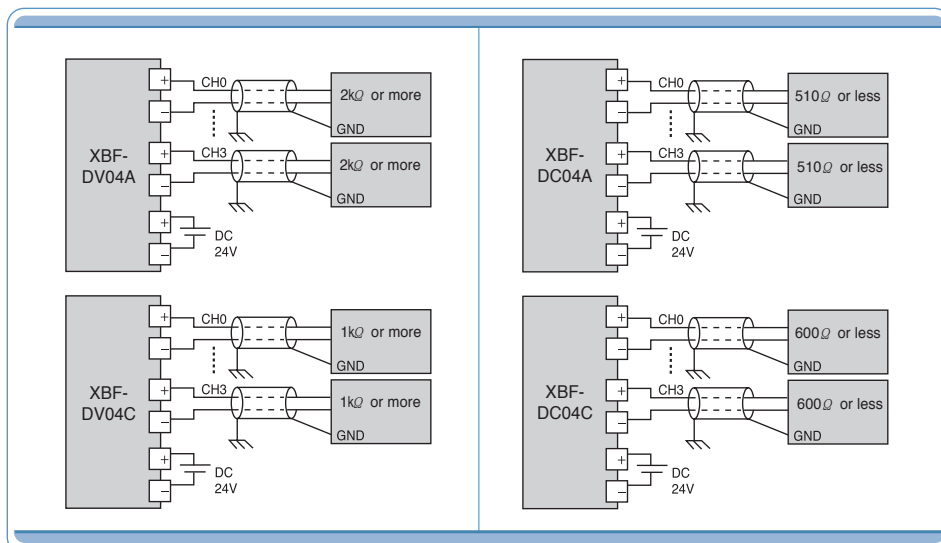 XBF-
DV04A
+
−
+
−
+
−
CH0
CH3
2kΩ or more
GND
2kΩ or more
GND
DC
24V
XBF-
DC04A
+
−
+
−
+
−
CH0
CH3
510Ω or less
GND
510Ω or less
GND
DC
24V
XBF-
DV04C
+
−
+
−
+
−
CH0
CH3
1kΩ or more
GND
1kΩ or more
GND
DC
24V
XBF-
DC04C
+
−
+
−
+
−
CH0
CH3
600Ω or less
GND
600Ω or less
GND
DC
24V